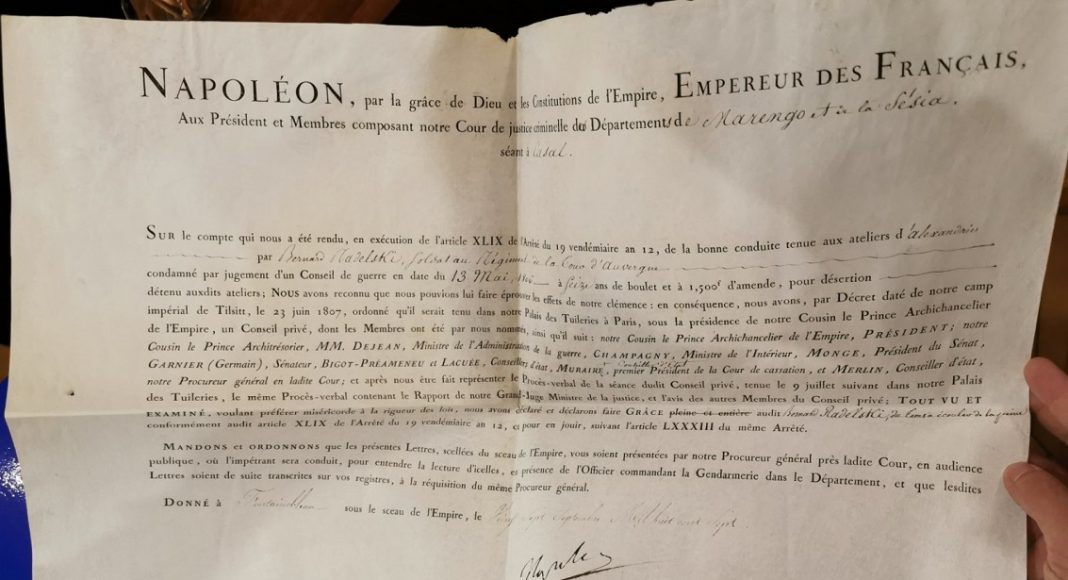 NAPOLÉON, par la grâce de Dieu et les Constitutions de l'Empire, EMPEREUR DES FRANÇAIS,
Aux Président et Membres composant notre Cour de justice criminelle des Départements de Marengo et de la Sésia,
séant à Casal.
SUR le compte qui nous a été rendu, en exécution de l'article XLIX de l'Arrêté du 19 vendémiaire an 12, de la bonne conduite tenue aux ateliers d'alexandrie
par Bernard Radelski, Soldat au Régiment de la Tour d'Auvergne
condamné par jugement d'un Conseil de guerre en date du 13 Mai, 1806 à Seize ans de boulet et à 1,500f d'amende, pour désertion
détenu auxdits ateliers; NOUS avons reconnu que nous pouvions lui faire éprouver les effets de notre clémence : en conséquence, nous avons, par Décret daté de notre camp
impérial de Tilsitt, le 23 juin 1807, ordonné qu'il serait tenu dans notre Palais des Tuileries à Paris, sous la présidence de notre Cousin le Prince Archichancelier
de l'Empire, un Conseil privé, dont les Membres ont été par nous nommés, ainsi qu'il suit : notre Cousin le Prince Archichancelier de l'Empire, PRÉSIDENT; notre
Cousin le Prince Architrésorier, MM. DEJEAN, Ministre de l'Administration de la guerre, CHAMPAGNY, Ministre de l'Intérieur, MONGE, Président du Sénat,
GARNIER (Germain), Sénateur, BIGOT-PRÉAMENEU et LACUÉE, Conseillers d'état, MURAIRE, premier Président de la Cour de cassation, et MERLIN, Conseiller d'état,
notre Procureur général en ladite Cour; et après nous être fait représenter le Procès-verbal de la séance dudit Conseil privé, tenue le 9 juillet suivant dans notre Palais
des Tuileries, le même Procès-verbal contenant le Rapport de notre Grand-Juge Ministre de la justice, et l'avis des autres Membres du Conseil privé; TOUT VU ET
EXAMINÉ, voulant préférer miséricorde à la rigueur des lois, nous avons déclaré et déclarons faire GRÂCE pleine et entière audit Bernard Radelski, de la peine
conformément audit article XLIX de l'Arrêté du 19 vendémiaire an 12, et pour en jouir, suivant l'article LXXXIII du même Arrêté.
MANDONS ET ORDONNONS que les présentes Lettres, scellées du sceau de l'Empire, vous soient présentées par notre Procureur général près ladite Cour, en audience
publique, où l'impétrant sera conduit, pour entendre la lecture d'icelles, en présence de l'Officier commandant la Gendarmerie dans le Département, et que lesdites
Lettres soient de suite transcrites sur vos registres, à la réquisition du même Procureur général.
DONNÉ à Fontainebleau sous le sceau de l'Empire, le Vingt Sept Septembre Mil huit cent Sept